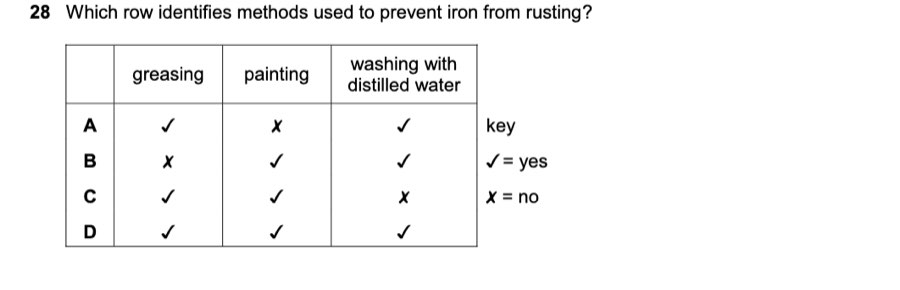 28 Which row identifies methods used to prevent iron from rusting?
greasing painting washing with
distilled water
A ✓ ✗ ✓ key
B ✗ ✓ ✓ ✓ = yes
C ✓ ✓ ✗ ✗ = no
D ✓ ✓ ✓